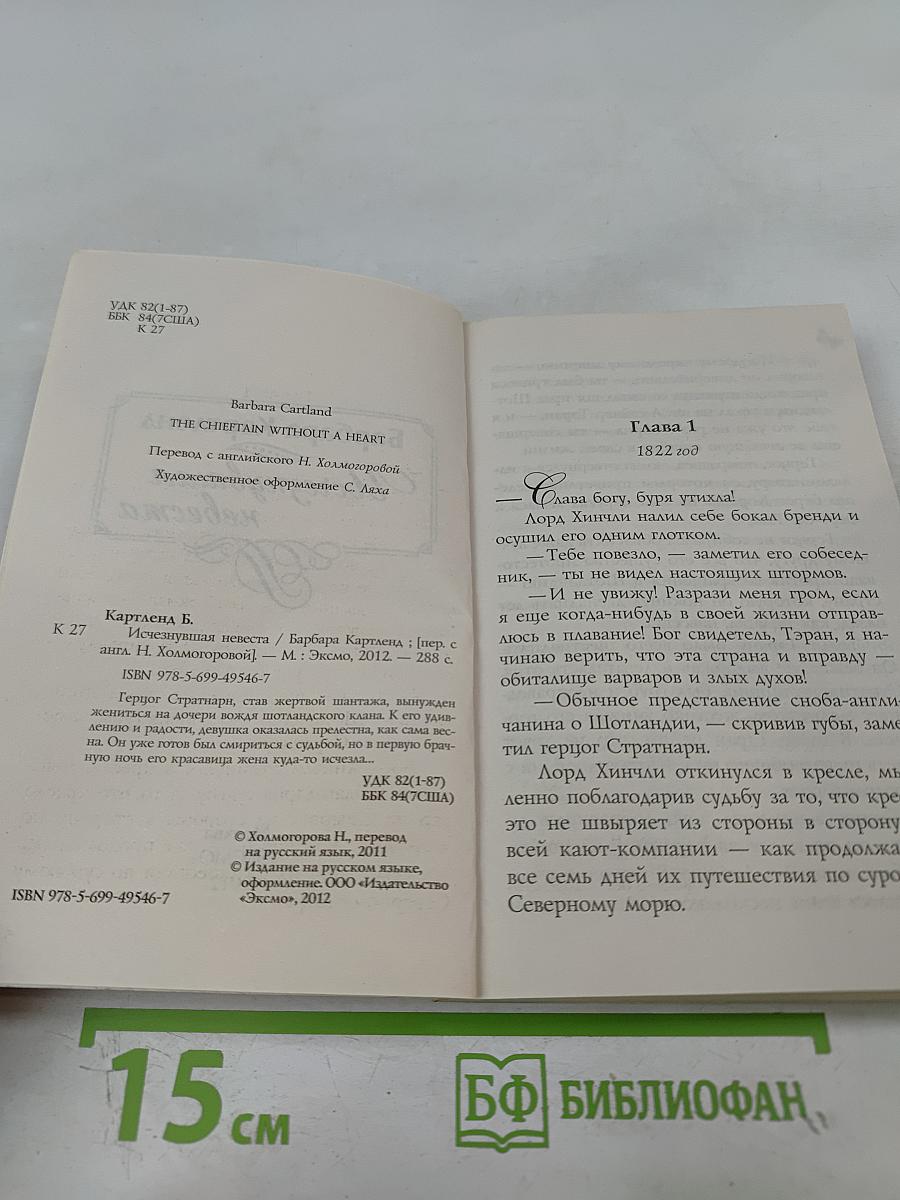 УДК 82(1-87)
ББК 84(7США)
К 27
Barbara Cartland
THE CHIEFTAIN WITHOUT A HEART
Перевод с английского Н. Холмогоровой
Художественное оформление С. Ляха
Картленд Б.
К 27 Исчезнувшая невеста / Барбара Картленд ; [пер. с
англ. Н. Холмогоровой]. — М. : Эксмо, 2012. — 288 с.
ISBN 978-5-699-49546-7
Герцог Стратнарн, став жертвой шантажа, вынужден
жениться на дочери вождя шотландского клана. К его удив-
лению и радости, девушка оказалась прелестна, как сама вес-
на. Он уже готов был смириться с судьбой, но в первую брач-
ную ночь его красавица жена куда-то исчезла...
УДК 82(1-87)
ББК 84(7США)
© Холмогорова Н., перевод
на русский язык, 2011
© Издание на русском языке,
оформление. ООО «Издательство
«Эксмо», 2012
ISBN 978-5-699-49546-7
Глава 1
1822 год
— Слава богу, буря утихла!
Лорд Хинчли налил себе бокал бренди и
осушил его одним глотком.
— Тебе повезло, — заметил его собесед-
ник, — ты не видел настоящих штормов.
— И не увижу! Разрази меня гром, если
я еще когда-нибудь в своей жизни отправ-
люсь в плавание! Бог свидетель, Тэран, я на-
чинаю верить, что эта страна и вправду —
обиталище варваров и злых духов!
— Обычное представление сноба-англи-
чанина о Шотландии, — скривив губы, заме
тил герцог Стратнарн.
Лорд Хинчли откинулся в кресле, мы
ленно поблагодарив судьбу за то, что кре
это не швыряет из стороны в сторону
всей кают-компании — как продолжа
все семь дней их путешествия по суро
Северному морю.
15 см
БФ БИБЛИОФАН